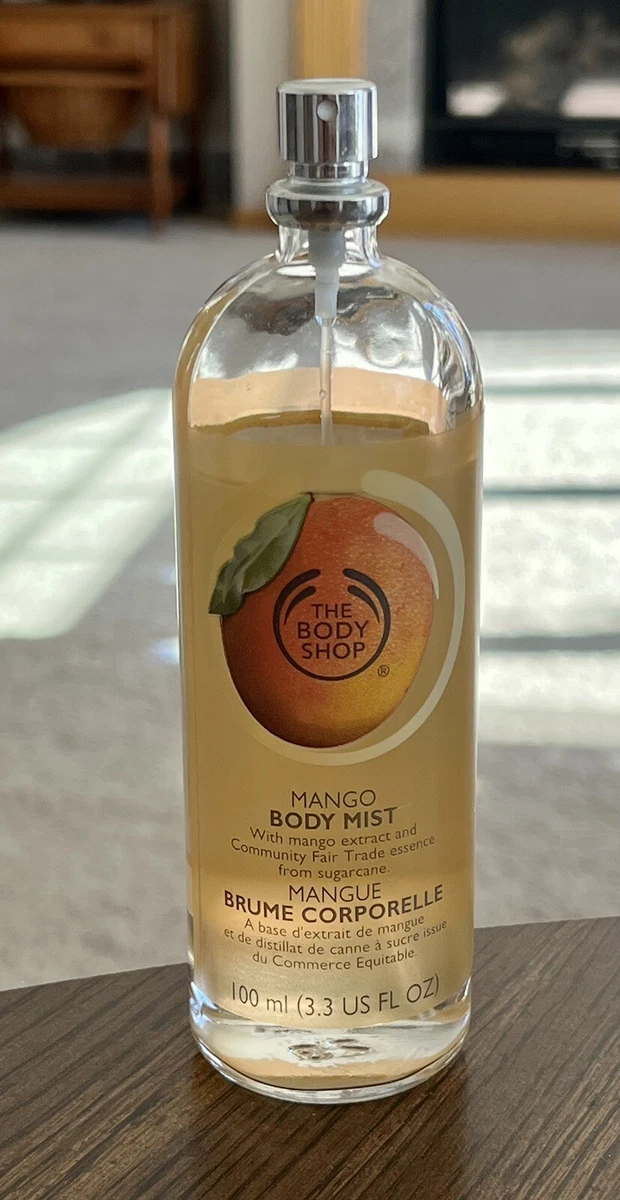 THE
BODY
SHOP
®
MANGO
BODY MIST
With mango extract and
Community Fair Trade essence
from sugarcane.
MANGUE
BRUME CORPORELLE
A base d'extrait de mangue
et de distillat de canne à sucre issue
du Commerce Equitable.
100 ml (3.3 US FL OZ)